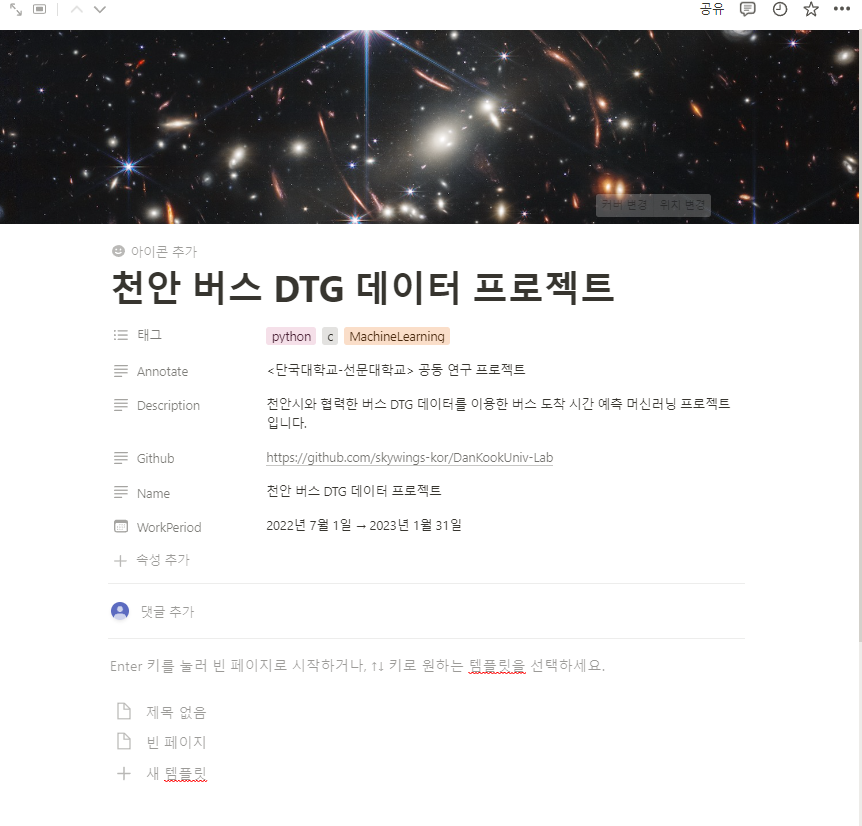 공유
커버 변경 위치 변경
아이콘 추가
천안 버스 DTG 데이터 프로젝트
태그 python c MachineLearning
Annotate <단국대학교-선문대학교> 공동 연구 프로젝트
Description 천안시와 협력한 버스 DTG 데이터를 이용한 버스 도착 시간 예측 머신러닝 프로젝트
입니다.
Github https://github.com/skywings-kor/DanKookUniv-Lab
Name 천안 버스 DTG 데이터 프로젝트
WorkPeriod 2022년 7월 1일 → 2023년 1월 31일
속성 추가
댓글 추가
Enter 키를 눌러 빈 페이지로 시작하거나, ↑↓ 키로 원하는 템플릿을 선택하세요.
제목 없음
빈 페이지
새 템플릿